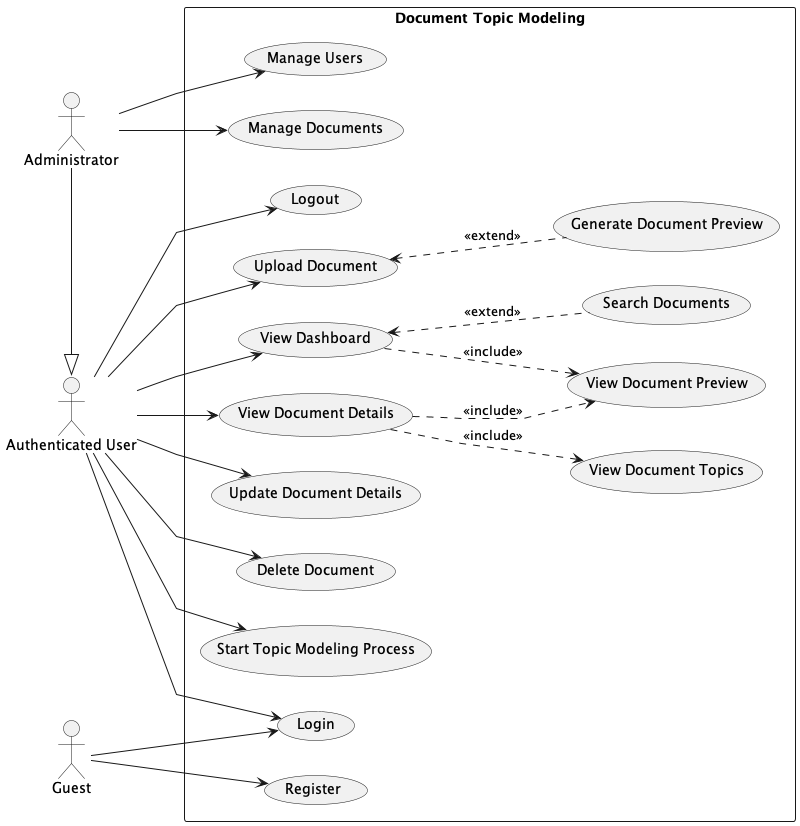 Document Topic Modeling
Manage Users
Manage Documents
Administrator
Logout
Generate Document Preview
«extend»
Upload Document
Search Documents
«extend»
View Dashboard
«include»
View Document Preview
View Document Details
«include»
«include»
Authenticated User
View Document Topics
Update Document Details
Delete Document
Start Topic Modeling Process
Login
Guest
Register